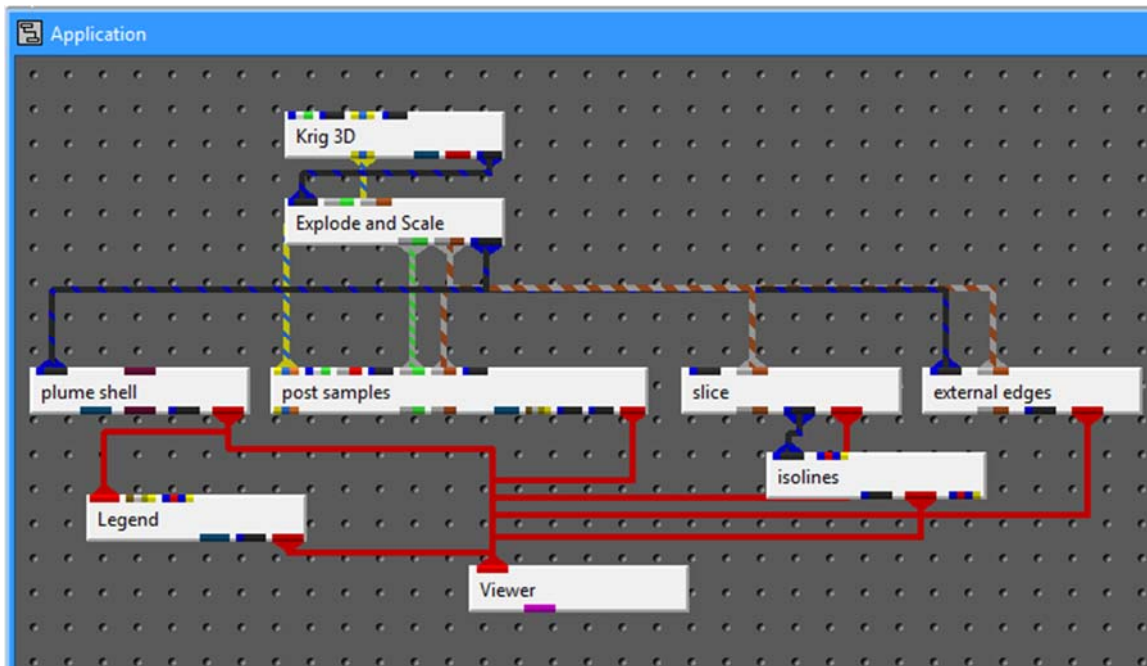 Application
Krig 3D
Explode and Scale
plume shell
post samples
slice
external edges
isolines
Legend
Viewer